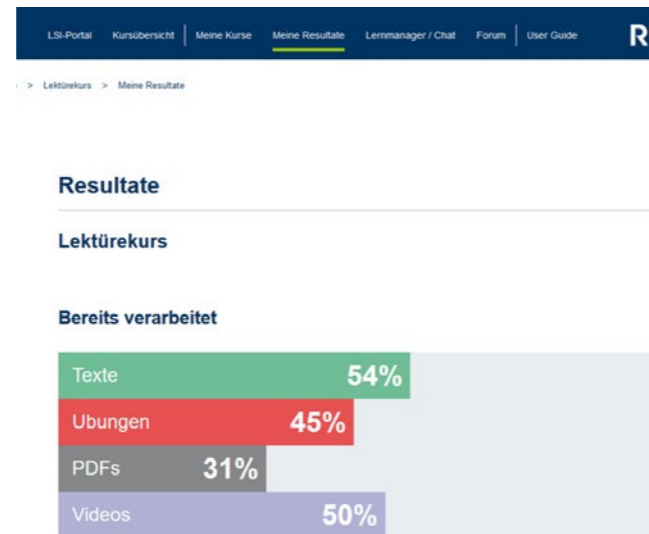 LSI-Portal Kursübersicht Meine Kurse Meine Resultate Lernmanager / Chat Forum User Guide R
> Lektürekurs > Meine Resultate
Resultate
Lektürekurs
Bereits verarbeitet
Texte 54%
Ubungen 45%
PDFs 31%
Videos 50%